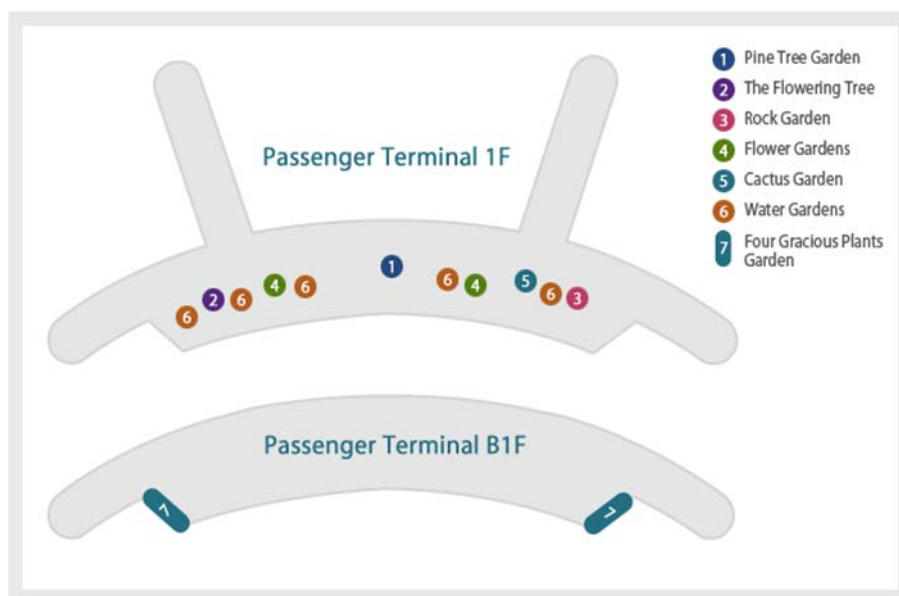 Passenger Terminal 1F
1 Pine Tree Garden
2 The Flowering Tree
3 Rock Garden
4 Flower Gardens
5 Cactus Garden
6 Water Gardens
7 Four Gracious Plants
Garden
6 2 6 4 6 1 6 4 5 6 3
Passenger Terminal B1F
7 7